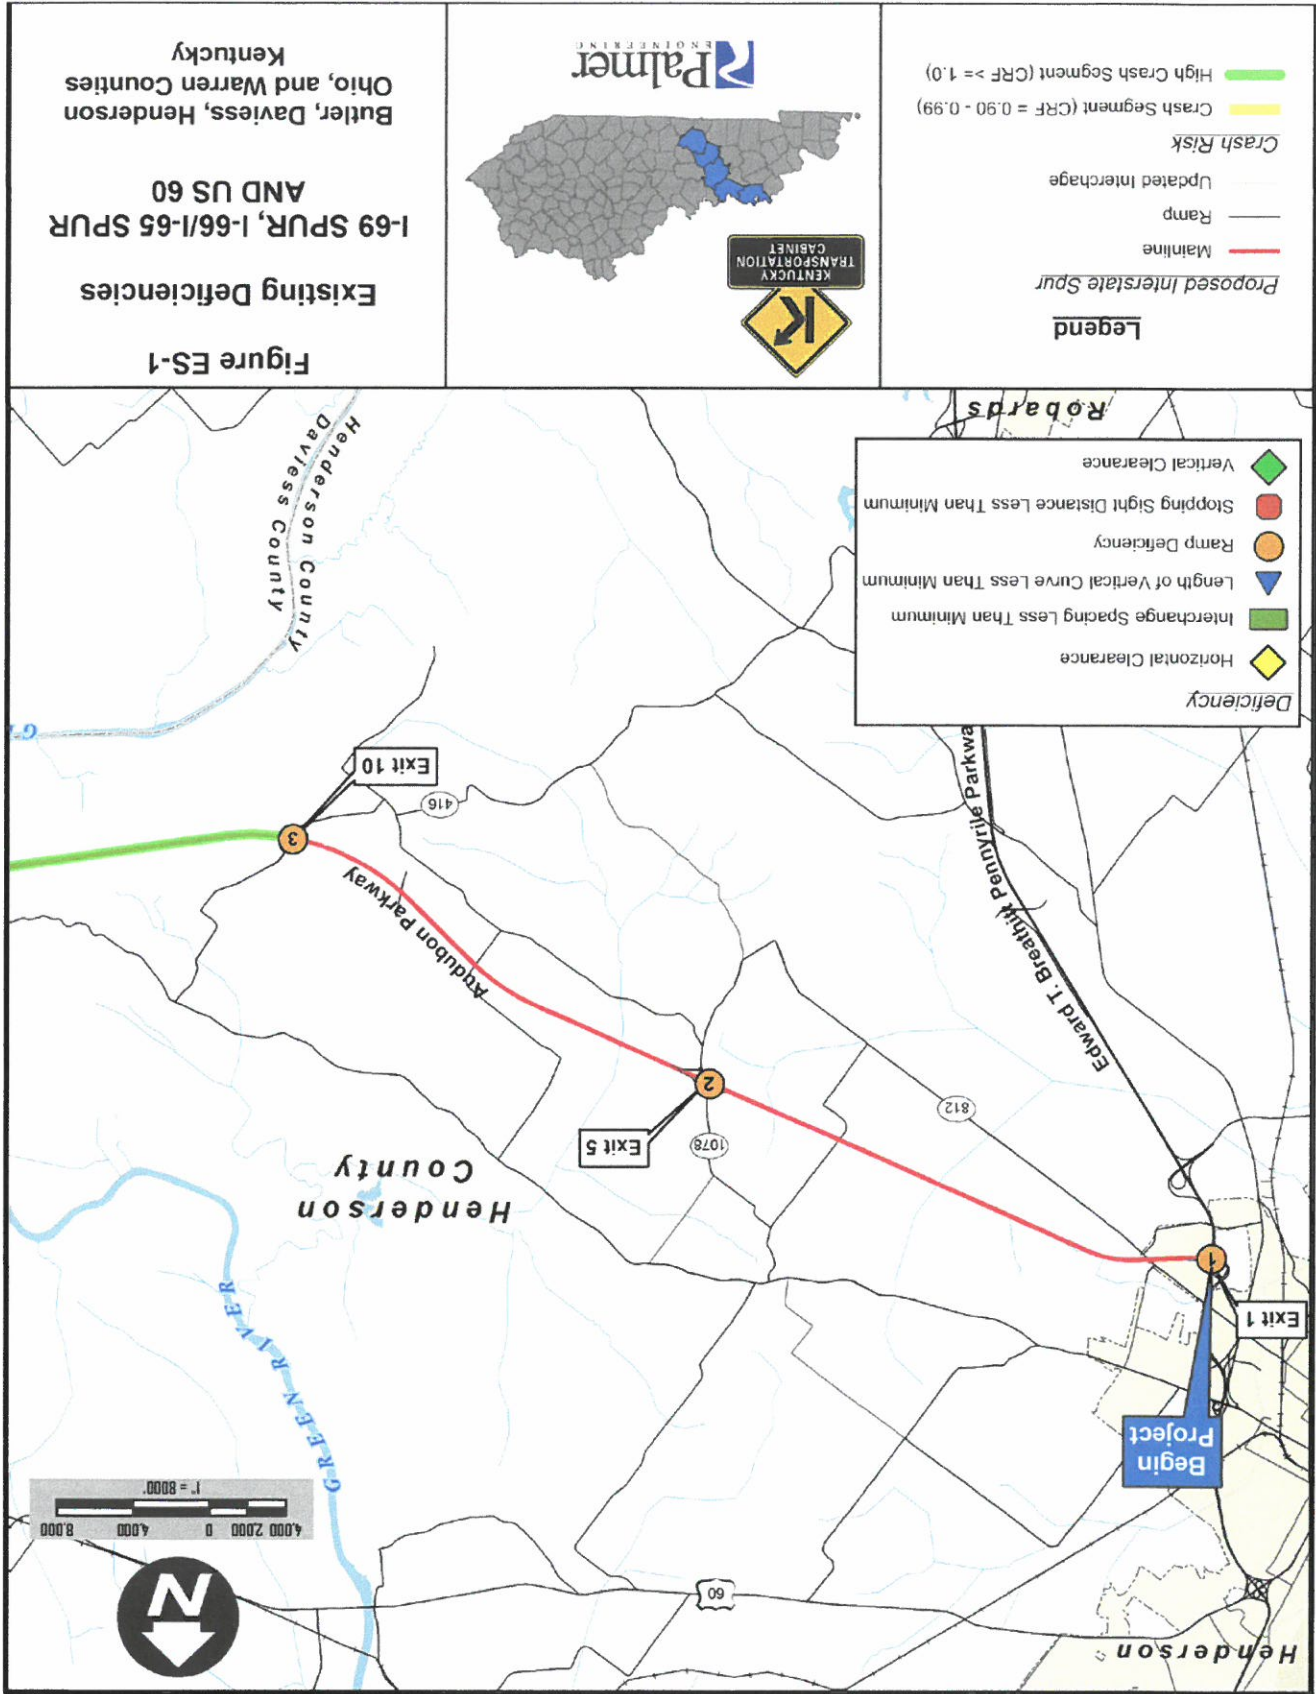 Henderson
60
N
4,000 2,000 0 4,000 8,000
1" = 8000'
Begin
Project
GREEN RIVER
Exit 1
1
Henderson
County
1078
Exit 5
812
2
Edward T. Breathitt Pennyrile Parkwa
Audubon Parkway
3
416
Exit 10
G
Henderson County
Daviess County
Deficiency
Horizontal Clearance
Interchange Spacing Less Than Minimum
Length of Vertical Curve Less Than Minimum
Ramp Deficiency
Stopping Sight Distance Less Than Minimum
Vertical Clearance
Robards
Legend
Proposed Interstate Spur
Mainline
Ramp
Updated Interchage
Crash Risk
Crash Segment (CRF = 0.90 - 0.99)
High Crash Segment (CRF >= 1.0)
K
KENTUCKY
TRANSPORTATION
CABINET
Palmer
ENGINEERING
Figure ES-1
Existing Deficiencies
I-69 SPUR, I-66/I-65 SPUR
AND US 60
Butler, Daviess, Henderson
Ohio, and Warren Counties
Kentucky